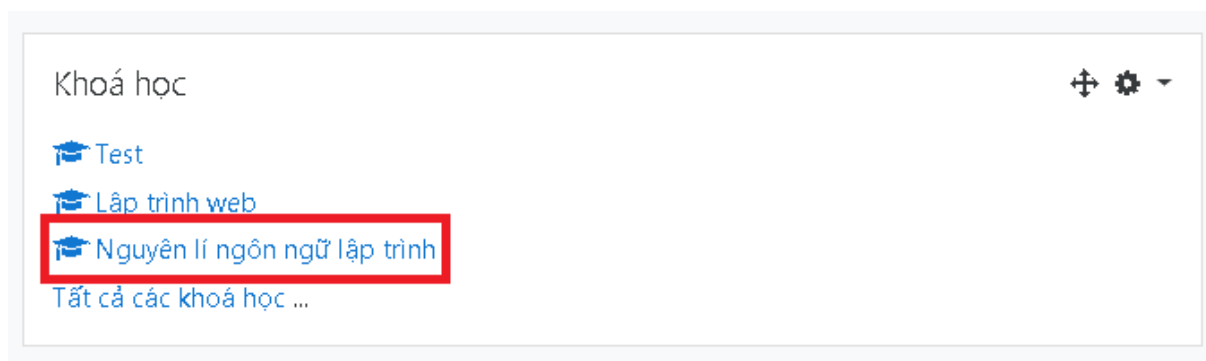 Khoá học
Test
Lập trình web
Nguyên lí ngôn ngữ lập trình
Tất cả các khoá học ...